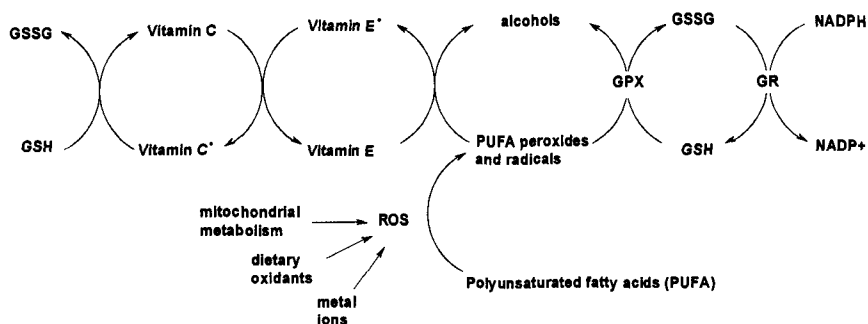 GSSG Vitamin C Vitamin E• alcohols GSSG NADPH
GPX GR
GSH Vitamin C• Vitamin E PUFA peroxides
and radicals GSH NADP+
mitochondrial
metabolism
ROS
dietary
oxidants
metal
ions
Polyunsaturated fatty acids (PUFA)